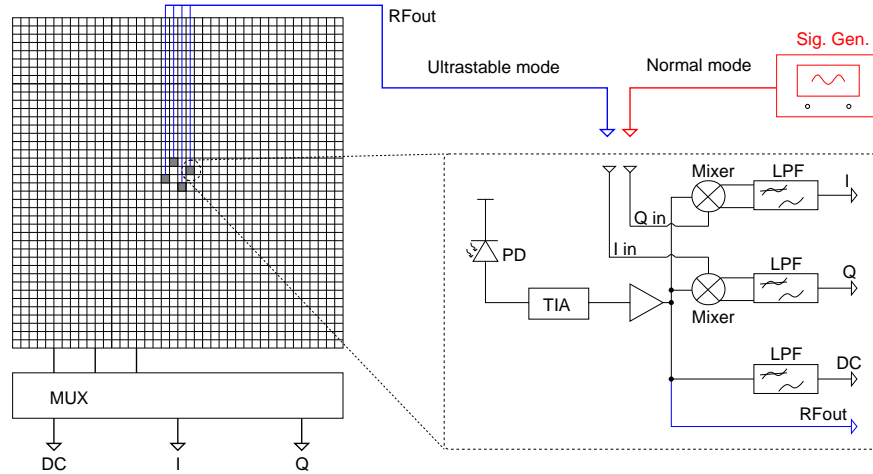 RFout
Sig. Gen.
Ultrastable mode
Normal mode
Mixer
LPF
I
Q in
PD
I in
LPF
Q
TIA
Mixer
LPF
DC
MUX
RFout
DC
I
Q